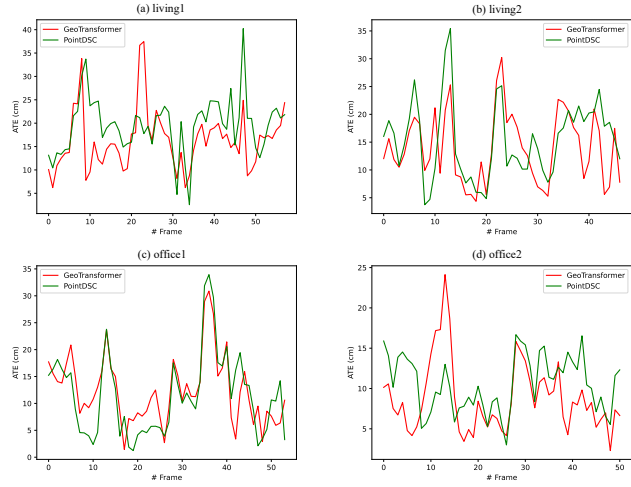 (a) living1
GeoTransformer
PointDSC
ATE (cm)
40
35
30
25
20
15
10
5
0 10 20 30 40 50
# Frame
(b) living2
GeoTransformer
PointDSC
ATE (cm)
35
30
25
20
15
10
5
0 10 20 30 40
# Frame
(c) office1
GeoTransformer
PointDSC
ATE (cm)
35
30
25
20
15
10
5
0
0 10 20 30 40 50
# Frame
(d) office2
GeoTransformer
PointDSC
ATE (cm)
25
20
15
10
5
0 10 20 30 40 50
# Frame